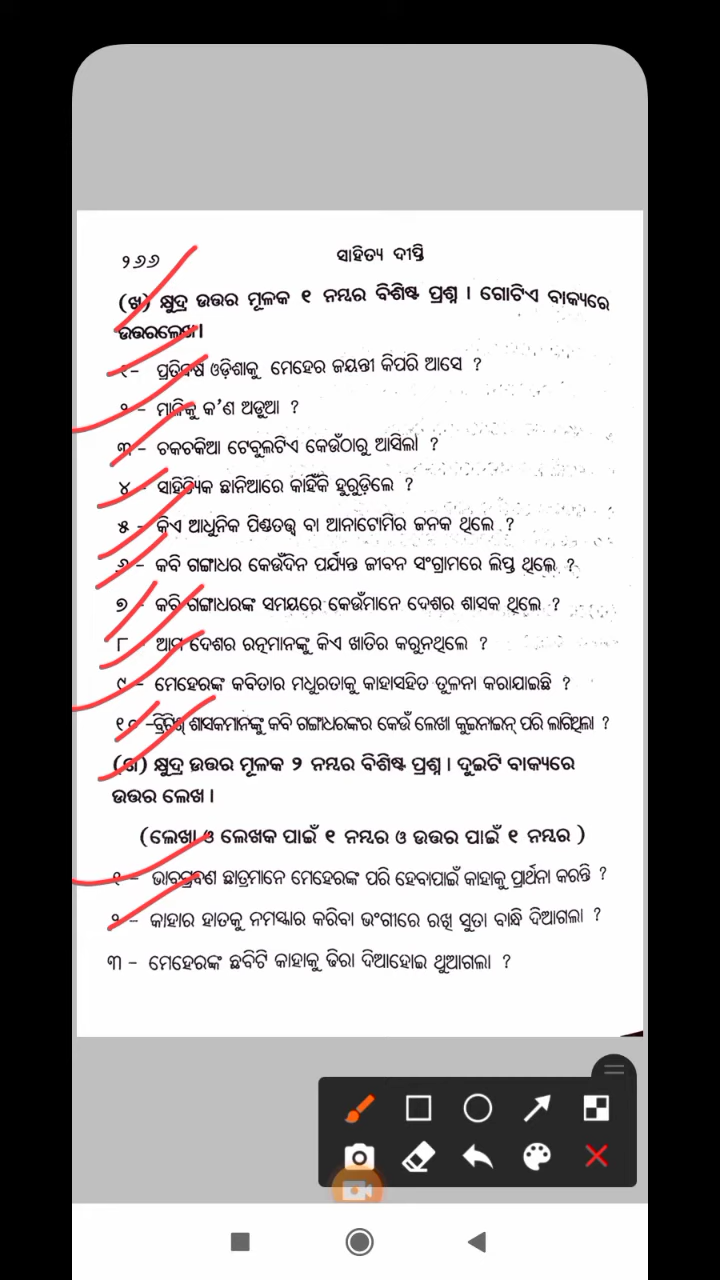 ୨୬୬ ସାହିତ୍ୟ ଦୀପ୍ତି
(ଖ) କ୍ଷୁଦ୍ର ଉତ୍ତର ମୂଳକ ୧ ନମ୍ବର ବିଶିଷ୍ଟ ପ୍ରଶ୍ନ । ଗୋଟିଏ ବାକ୍ୟରେ
ଉତ୍ତରଲେଖ।
୧- ପ୍ରତିବର୍ଷ ଓଡ଼ିଶାକୁ ମେହେର ଜୟନ୍ତୀ କିପରି ଆସେ ?
୨ - ମାଳିକୁ କ'ଣ ଅଡୁଆ ?
୩ - ଚକଚକିଆ ଟେବୁଲଟିଏ କେଉଁଠାରୁ ଆସିଲା ?
୪ - ସାହିତ୍ୟିକ ଛାନିଆରେ କାହିଁକି ହୁରୁଡ଼ିଲେ ?
୫ - କିଏ ଆଧୁନିକ ପିଣ୍ଡତତ୍ତ୍ୱ ବା ଆନାଟୋମିର ଜନକ ଥିଲେ ?
୬ - କବି ଗଙ୍ଗାଧର କେଉଁଦିନ ପର୍ଯ୍ୟନ୍ତ ଜୀବନ ସଂଗ୍ରାମରେ ଲିପ୍ତ ଥିଲେ ?
୭ - କବି ଗଙ୍ଗାଧରଙ୍କ ସମୟରେ କେଉଁମାନେ ଦେଶର ଶାସକ ଥିଲେ ?
୮ - ଆମ ଦେଶର ରତ୍ନମାନଙ୍କୁ କିଏ ଖାତିର କରୁନଥିଲେ ?
୯ - ମେହେରଙ୍କ କବିତାର ମଧୁରତାକୁ କାହାସହିତ ତୁଳନା କରାଯାଇଛି ?
୧୦ -ବ୍ରିଟିଶ୍ ଶାସକମାନଙ୍କୁ କବି ଗଙ୍ଗାଧରଙ୍କର କେଉଁ ଲେଖା କୁଇନାଇନ୍ ପରି ଲାଗିଥିଲା ?
(ଗ) କ୍ଷୁଦ୍ର ଉତ୍ତର ମୂଳକ ୨ ନମ୍ବର ବିଶିଷ୍ଟ ପ୍ରଶ୍ନ । ଦୁଇଟି ବାକ୍ୟରେ
ଉତ୍ତର ଲେଖ ।
(ଲେଖା ଓ ଲେଖକ ପାଇଁ ୧ ନମ୍ବର ଓ ଉତ୍ତର ପାଇଁ ୧ ନମ୍ବର )
୧ - ଭାବପ୍ରବଣ ଛାତ୍ରମାନେ ମେହେରଙ୍କ ପରି ହେବାପାଇଁ କାହାକୁ ପ୍ରାର୍ଥନା କରନ୍ତି ?
୨ - କାହାର ହାତକୁ ନମସ୍କାର କରିବା ଭଂଗୀରେ ରଖି ସୁତା ବାନ୍ଧି ଦିଆଗଲା ?
୩ - ମେହେରଙ୍କ ଛବିଟି କାହାକୁ ଢିରା ଦିଆହୋଇ ଥୁଆଗଲା ?